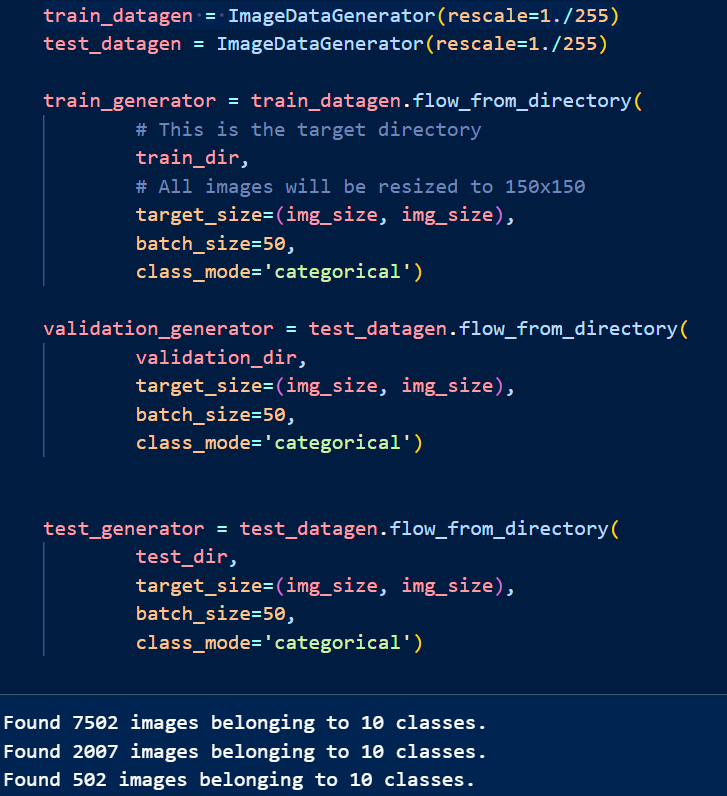 train_datagen = ImageDataGenerator(rescale=1./255)
test_datagen = ImageDataGenerator(rescale=1./255)
train_generator = train_datagen.flow_from_directory(
# This is the target directory
train_dir,
# All images will be resized to 150x150
target_size=(img_size, img_size),
batch_size=50,
class_mode='categorical')
validation_generator = test_datagen.flow_from_directory(
validation_dir,
target_size=(img_size, img_size),
batch_size=50,
class_mode='categorical')
test_generator = test_datagen.flow_from_directory(
test_dir,
target_size=(img_size, img_size),
batch_size=50,
class_mode='categorical')
Found 7502 images belonging to 10 classes.
Found 2007 images belonging to 10 classes.
Found 502 images belonging to 10 classes.